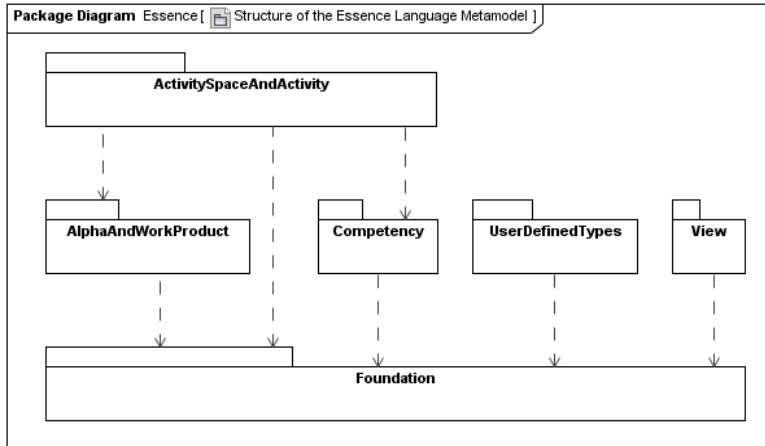 Package Diagram Essence[ Structure of the Essence Language Metamodel ]
ActivitySpaceAndActivity
AlphaAndWorkProduct
Competency
UserDefinedTypes
View
Foundation